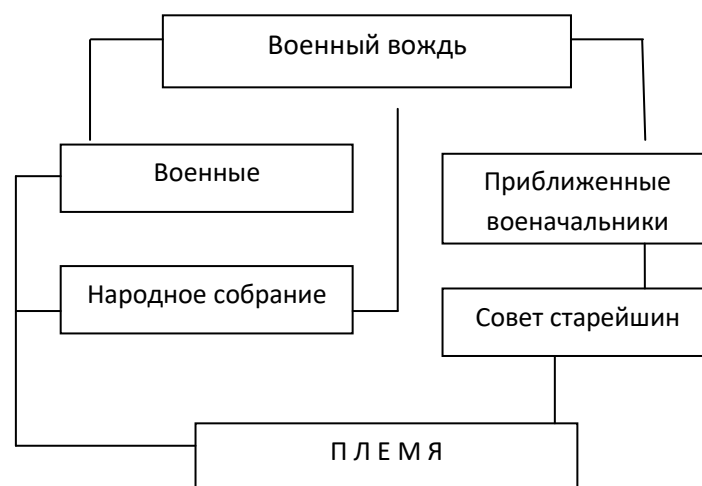 Военный вождь
Военные
Приближенные
военачальники
Народное собрание
Совет старейшин
П Л Е М Я